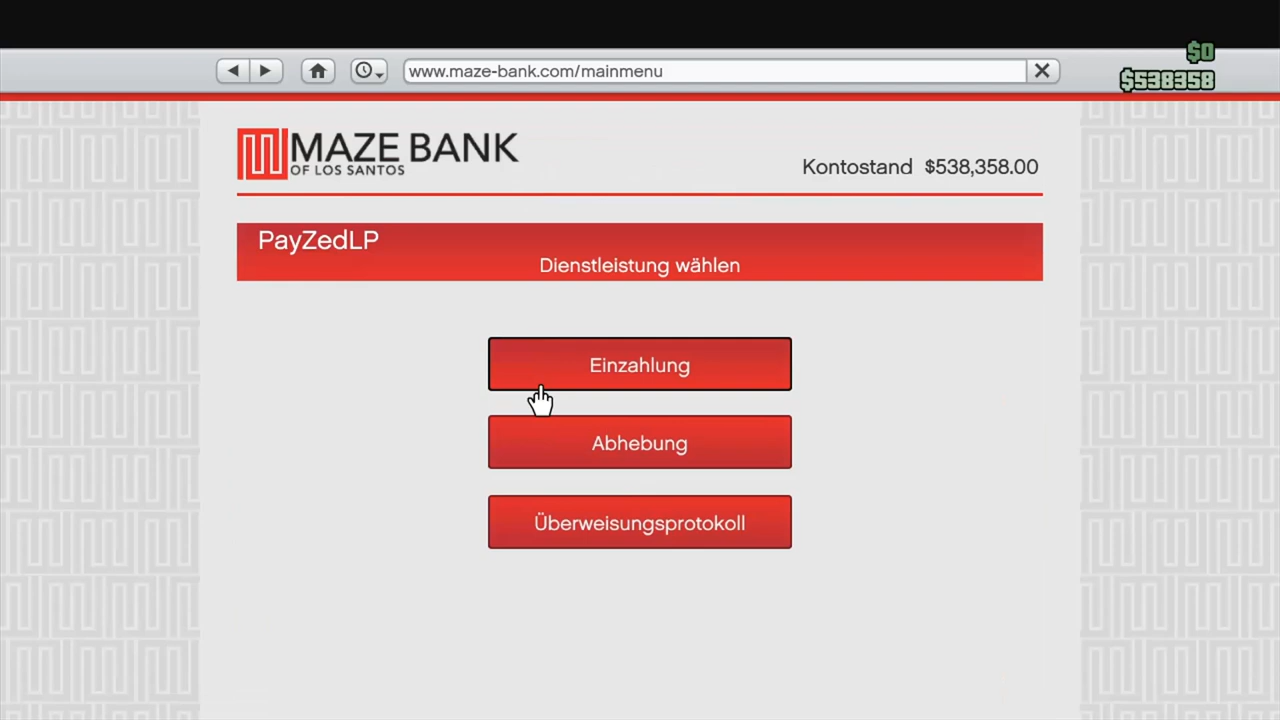 $0
www.maze-bank.com/mainmenu
$538358
MAZE BANK
OF LOS SANTOS
Kontostand $538,358.00
PayZedLP
Dienstleistung wählen
Einzahlung
Abhebung
Überweisungsprotokoll